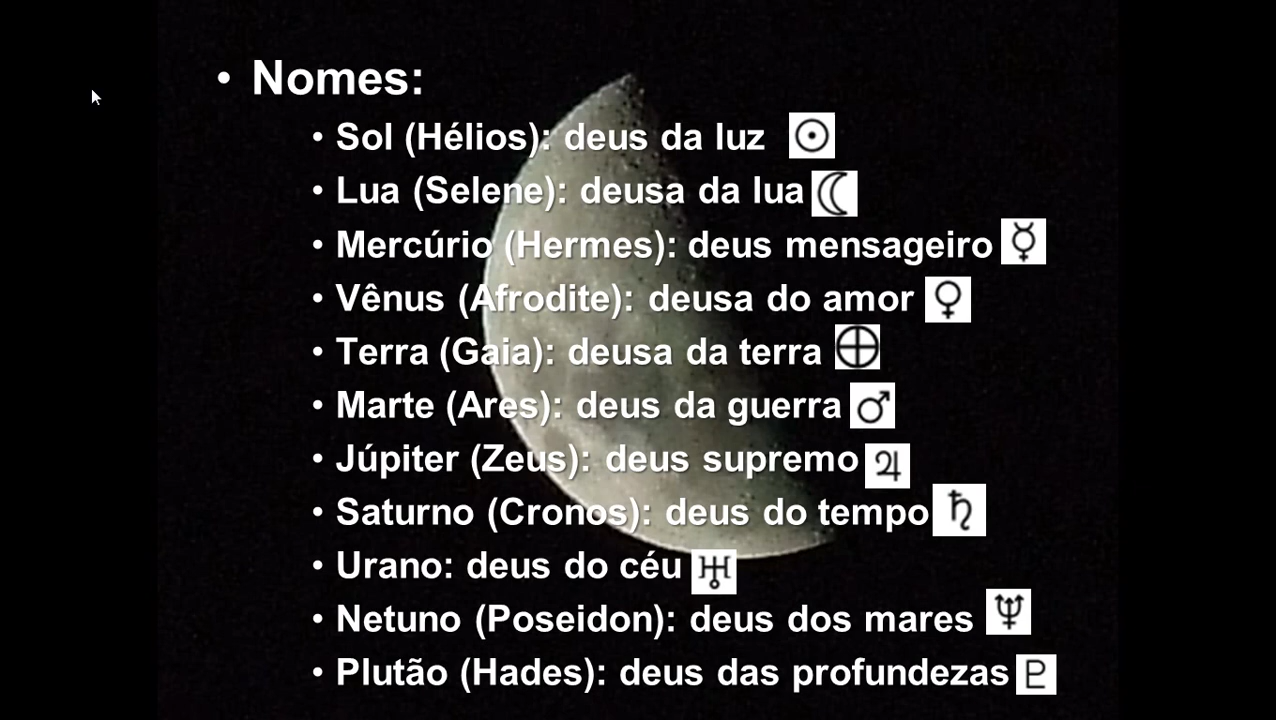 • Nomes:
• Sol (Hélios): deus da luz ☉
• Lua (Selene): deusa da lua ☾
• Mercúrio (Hermes): deus mensageiro ☿
• Vênus (Afrodite): deusa do amor ♀
• Terra (Gaia): deusa da terra ⊕
• Marte (Ares): deus da guerra ♂
• Júpiter (Zeus): deus supremo ♃
• Saturno (Cronos): deus do tempo ♄
• Urano: deus do céu ♅
• Netuno (Poseidon): deus dos mares ♆
• Plutão (Hades): deus das profundezas ♇